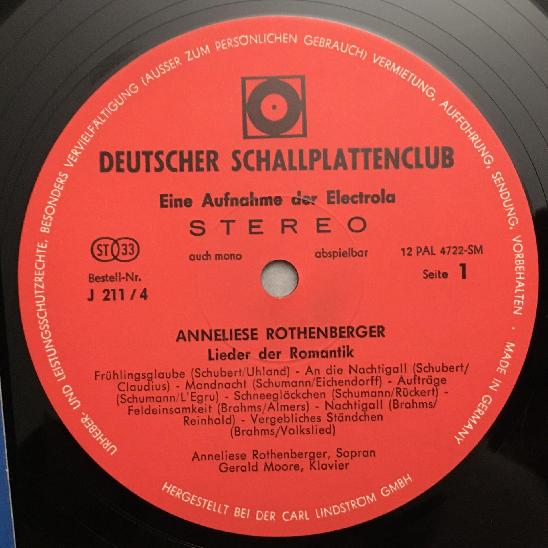 URHEBER- UND LEISTUNGSSCHUTZRECHTE, BESONDERS VERVIELFÄLTIGUNG (AUSSER ZUM PERSÖNLICHEN GEBRAUCH) VERMIETUNG, AUFFÜHRUNG, SENDUNG, VORBEHALTEN · MADE IN GERMANY
DEUTSCHER SCHALLPLATTENCLUB
Eine Aufnahme der Electrola
STEREO
ST 33
auch mono abspielbar
12 PAL 4722-SM
Bestell-Nr.
J 211/4
Seite 1
ANNELIESE ROTHENBERGER
Lieder der Romantik
Frühlingsglaube (Schubert/Uhland) - An die Nachtigall (Schubert/
Claudius) - Mondnacht (Schumann/Eichendorff) - Aufträge
(Schumann/L'Egru) - Schneeglöckchen (Schumann/Rückert) -
Feldeinsamkeit (Brahms/Almers) - Nachtigall (Brahms/
Reinhold) - Vergebliches Ständchen
(Brahms/Volkslied)
Anneliese Rothenberger, Sopran
Gerald Moore, Klavier
HERGESTELLT BEI DER CARL LINDSTRÖM GMBH